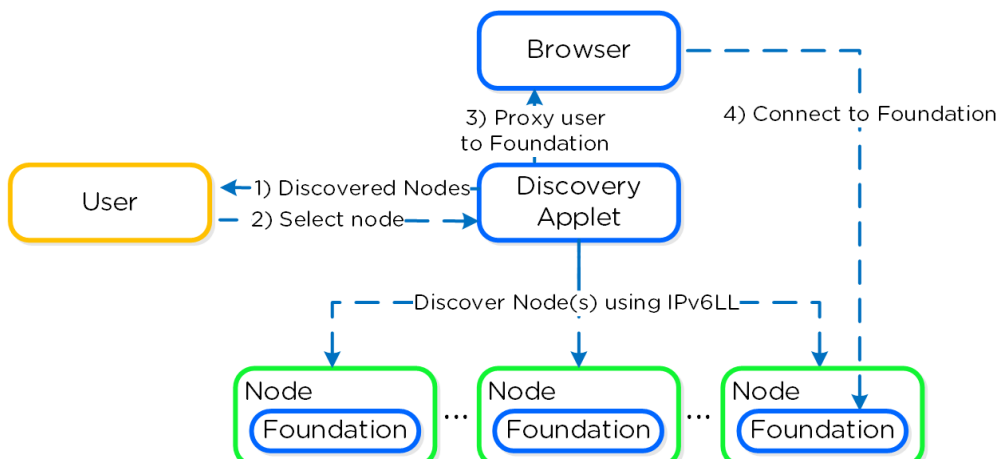 Browser
3) Proxy user
to Foundation
4) Connect to Foundation
User
1) Discovered Nodes
2) Select node
Discovery
Applet
Discover Node(s) using IPv6LL
Node
Foundation
...
Node
Foundation
...
Node
Foundation